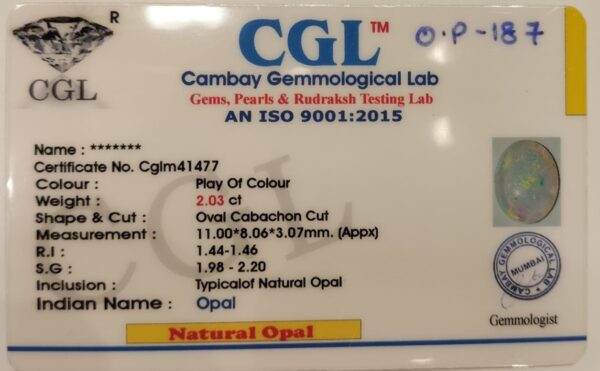 R
CGL
CGL™
O.P-187
Cambay Gemmological Lab
Gems, Pearls & Rudraksh Testing Lab
AN ISO 9001:2015
Name : *******
Certificate No. Cglm41477
Colour : Play Of Colour
Weight : 2.03 ct
Shape & Cut : Oval Cabachon Cut
Measurement : 11.00*8.06*3.07mm. (Appx)
R.I : 1.44-1.46
S.G : 1.98 - 2.20
Inclusion : Typicalof Natural Opal
Indian Name : Opal
Natural Opal
CGL
CAMBAY GEMMOLOGICAL LAB
MUMBAI
Gemmologist